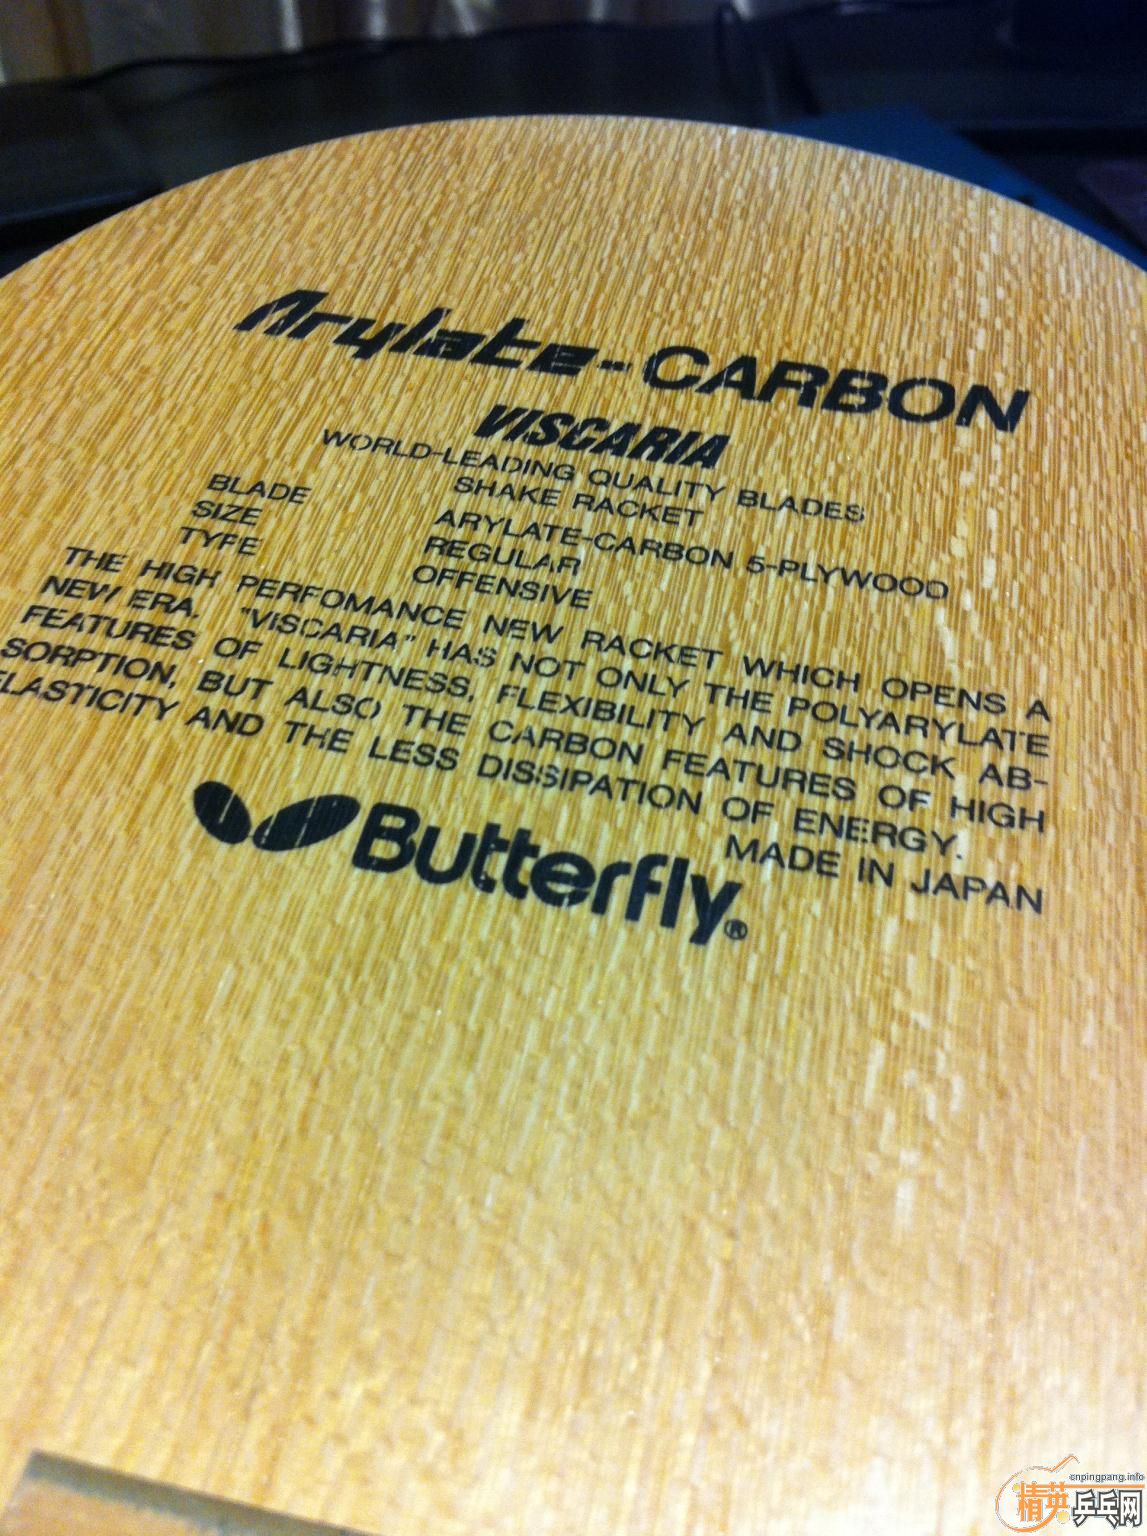 Arylate-CARBON
VISCARIA
WORLD-LEADING QUALITY BLADES
SHAKE RACKET
BLADE ARYLATE-CARBON 5-PLYWOOD
SIZE REGULAR
TYPE OFFENSIVE
THE HIGH PERFOMANCE NEW RACKET WHICH OPENS A
NEW ERA. "VISCARIA" HAS NOT ONLY THE POLYARYLATE
FEATURES OF LIGHTNESS, FLEXIBILITY AND SHOCK AB-
SORPTION, BUT ALSO THE CARBON FEATURES OF HIGH
ELASTICITY AND THE LESS DISSIPATION OF ENERGY.
MADE IN JAPAN
Butterfly®
cnpingpang.info
精英乒乓网